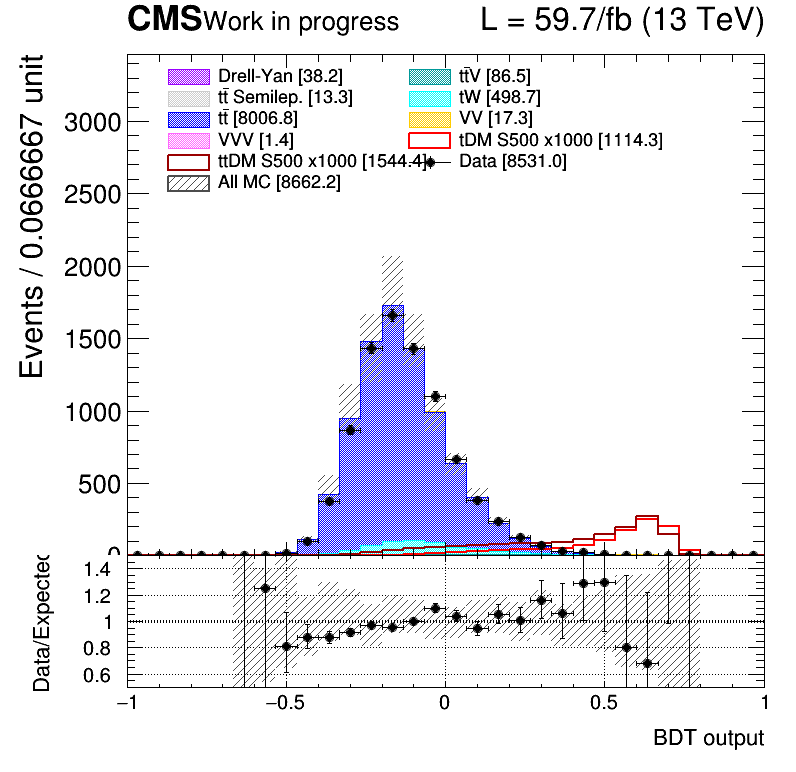 CMS Work in progress L = 59.7/fb (13 TeV)
Events / 0.0666667 unit
Drell-Yan [38.2] tt̄V [86.5]
tt̄ Semilep. [13.3] tW [498.7]
tt̄ [8006.8] VV [17.3]
VVV [1.4] tDM S500 x1000 [1114.3]
ttDM S500 x1000 [1544.4] Data [8531.0]
All MC [8662.2]
3000
2500
2000
1500
1000
500
0
Data/Expected
1.4
1.2
1
0.8
0.6
−1 −0.5 0 0.5 1
BDT output